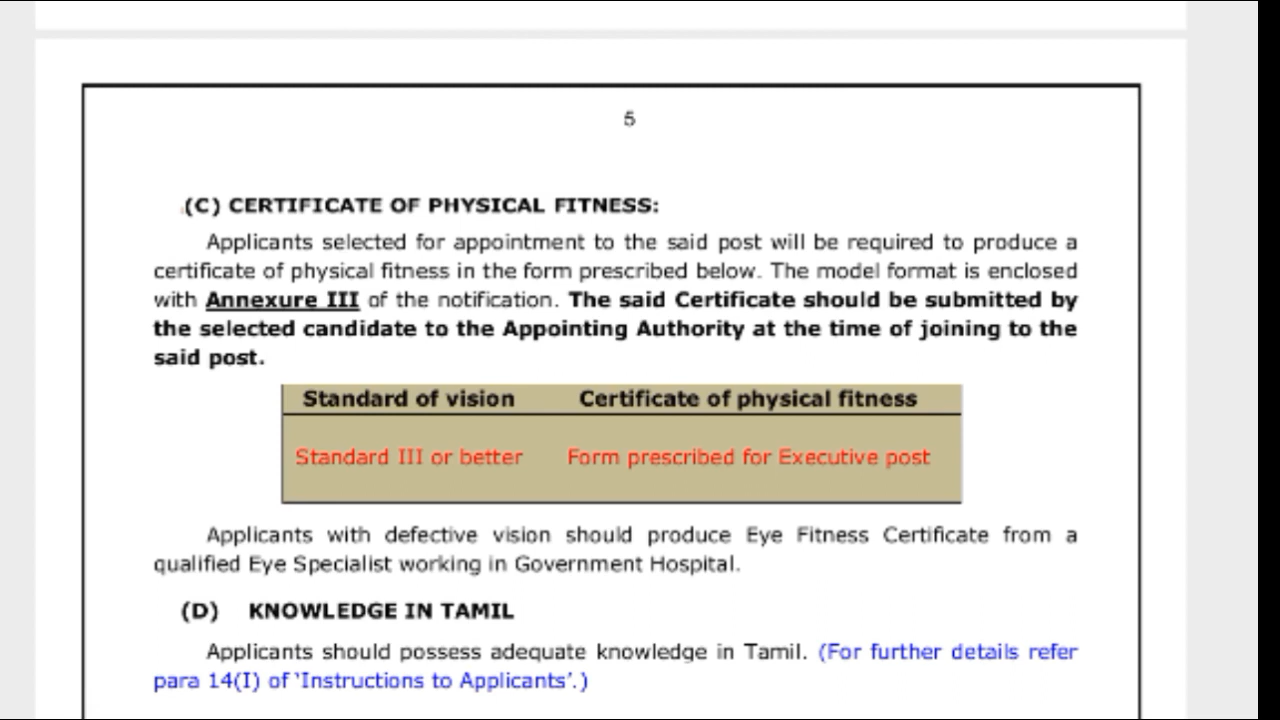 5
(C) CERTIFICATE OF PHYSICAL FITNESS:
Applicants selected for appointment to the said post will be required to produce a
certificate of physical fitness in the form prescribed below. The model format is enclosed
with Annexure III of the notification. The said Certificate should be submitted by
the selected candidate to the Appointing Authority at the time of joining to the
said post.
Standard of vision Certificate of physical fitness
Standard III or better Form prescribed for Executive post
Applicants with defective vision should produce Eye Fitness Certificate from a
qualified Eye Specialist working in Government Hospital.
(D) KNOWLEDGE IN TAMIL
Applicants should possess adequate knowledge in Tamil. (For further details refer
para 14(I) of ‘Instructions to Applicants’.)